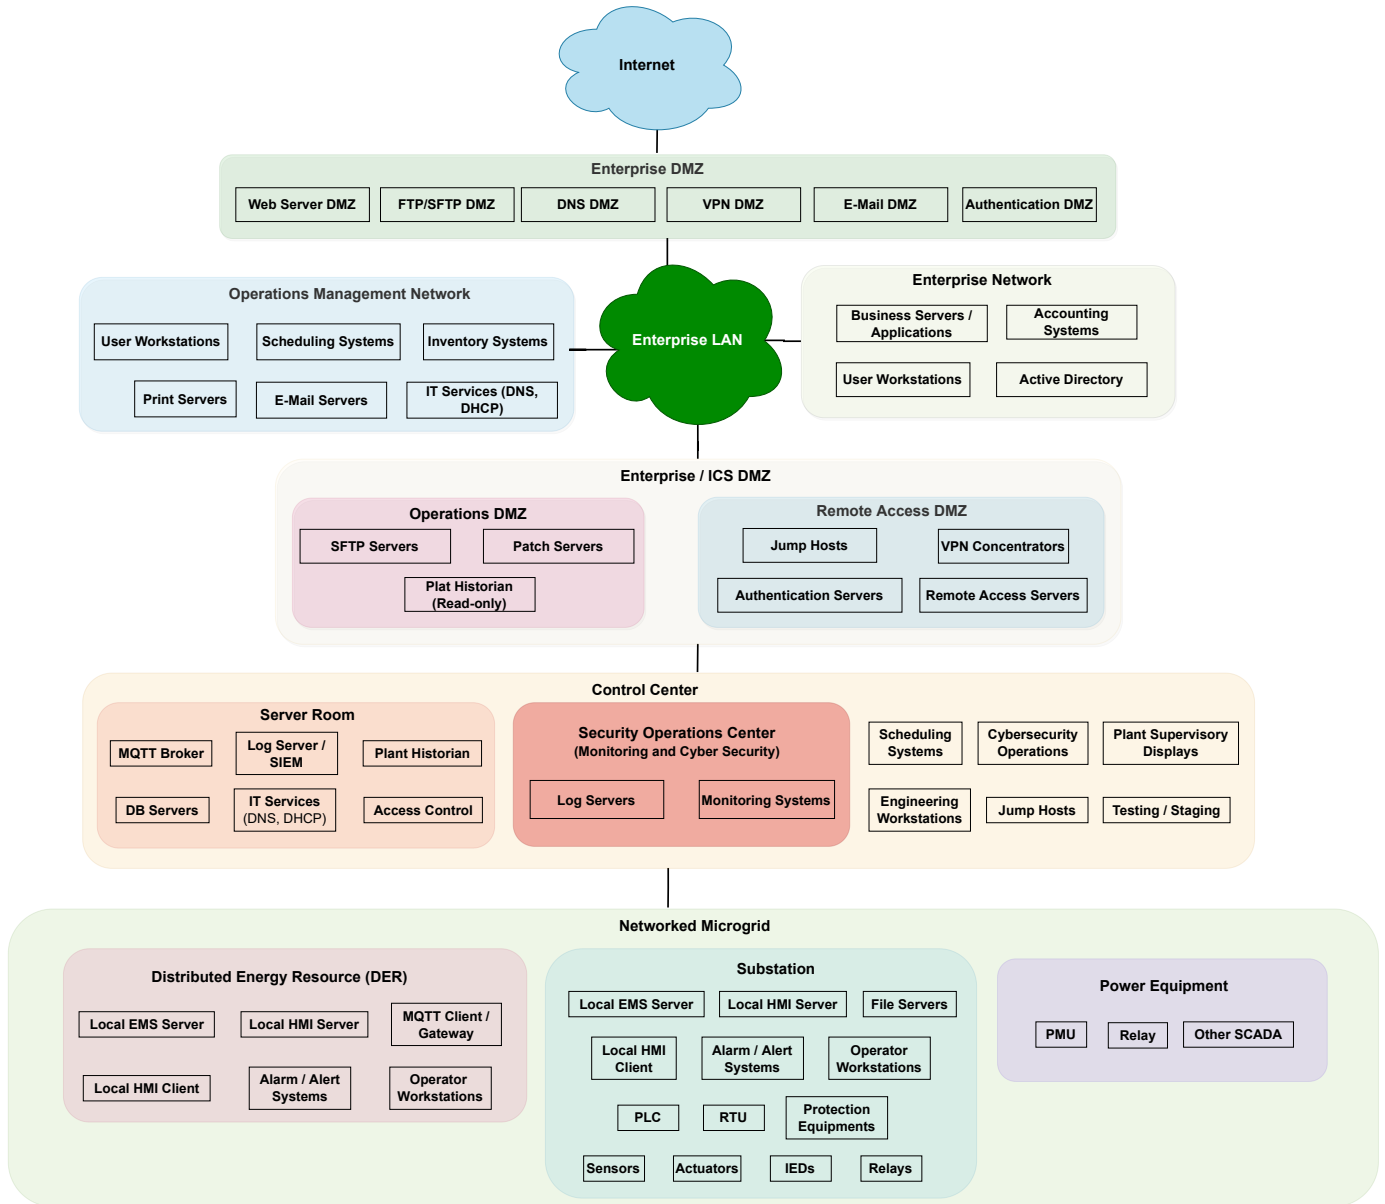 Internet
Enterprise DMZ
Web Server DMZ
FTP/SFTP DMZ
DNS DMZ
VPN DMZ
E-Mail DMZ
Authentication DMZ
Operations Management Network
User Workstations
Scheduling Systems
Inventory Systems
Print Servers
E-Mail Servers
IT Services (DNS,
DHCP)
Enterprise LAN
Enterprise Network
Business Servers /
Applications
Accounting
Systems
User Workstations
Active Directory
Enterprise / ICS DMZ
Operations DMZ
SFTP Servers
Patch Servers
Plat Historian
(Read-only)
Remote Access DMZ
Jump Hosts
VPN Concentrators
Authentication Servers
Remote Access Servers
Control Center
Server Room
MQTT Broker
Log Server /
SIEM
Plant Historian
DB Servers
IT Services
(DNS, DHCP)
Access Control
Security Operations Center
(Monitoring and Cyber Security)
Log Servers
Monitoring Systems
Scheduling
Systems
Cybersecurity
Operations
Plant Supervisory
Displays
Engineering
Workstations
Jump Hosts
Testing / Staging
Networked Microgrid
Distributed Energy Resource (DER)
Local EMS Server
Local HMI Server
MQTT Client /
Gateway
Local HMI Client
Alarm / Alert
Systems
Operator
Workstations
Substation
Local EMS Server
Local HMI Server
File Servers
Local HMI
Client
Alarm / Alert
Systems
Operator
Workstations
PLC
RTU
Protection
Equipments
Sensors
Actuators
IEDs
Relays
Power Equipment
PMU
Relay
Other SCADA